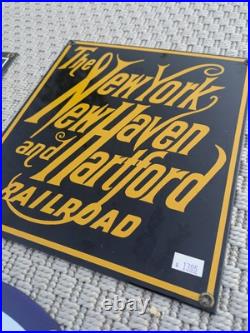 The New York
New Haven
and Hartford
RAILROAD